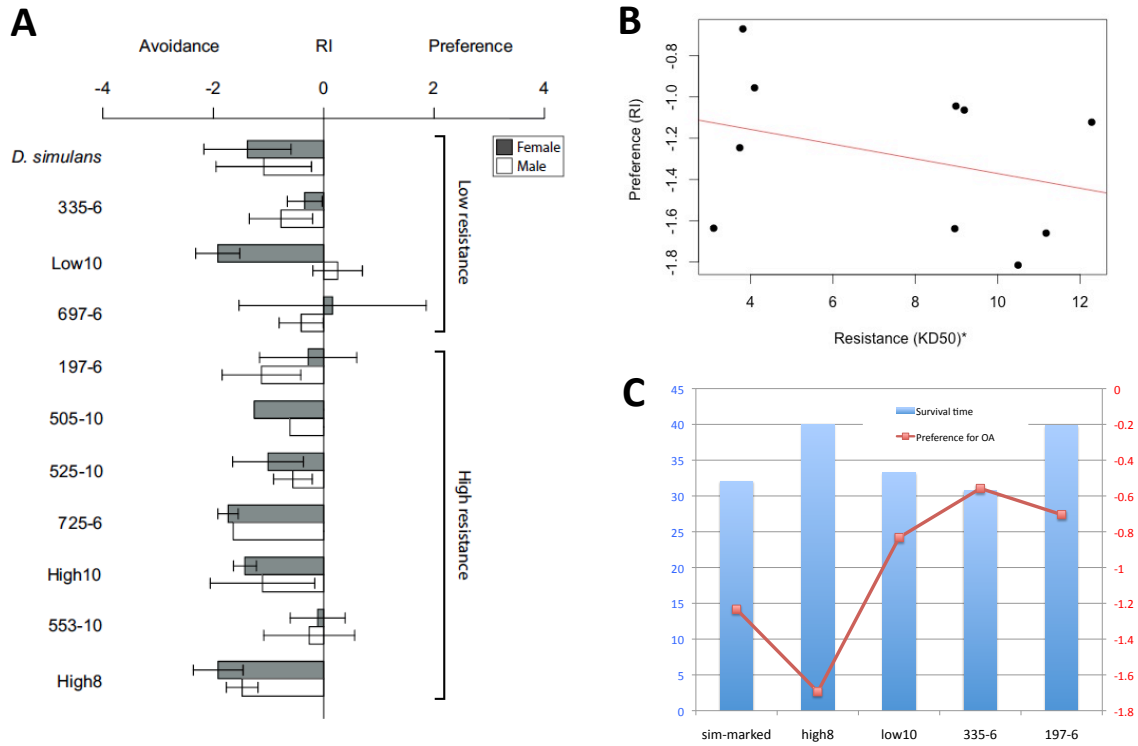 A
Avoidance RI Preference
-4 -2 0 2 4
Female
Male
D. simulans
335-6
Low10
697-6
197-6
505-10
525-10
725-6
High10
553-10
High8
Low resistance
High resistance
B
Preference (RI)
-0.8
-1.0
-1.2
-1.4
-1.6
-1.8
4 6 8 10 12
Resistance (KD50)*
C
Survival time
Preference for OA
45
40
35
30
25
20
15
10
5
0
0
-0.2
-0.4
-0.6
-0.8
-1
-1.2
-1.4
-1.6
-1.8
sim-marked high8 low10 335-6 197-6